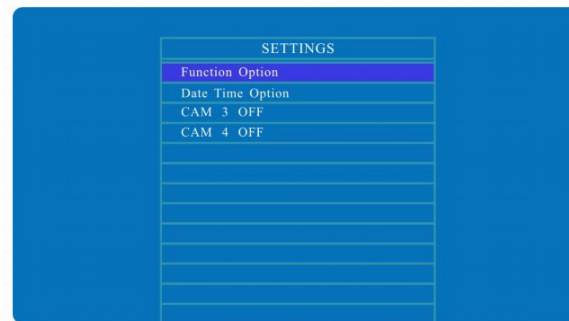 SETTINGS
Function Option
Date Time Option
CAM 3 OFF
CAM 4 OFF